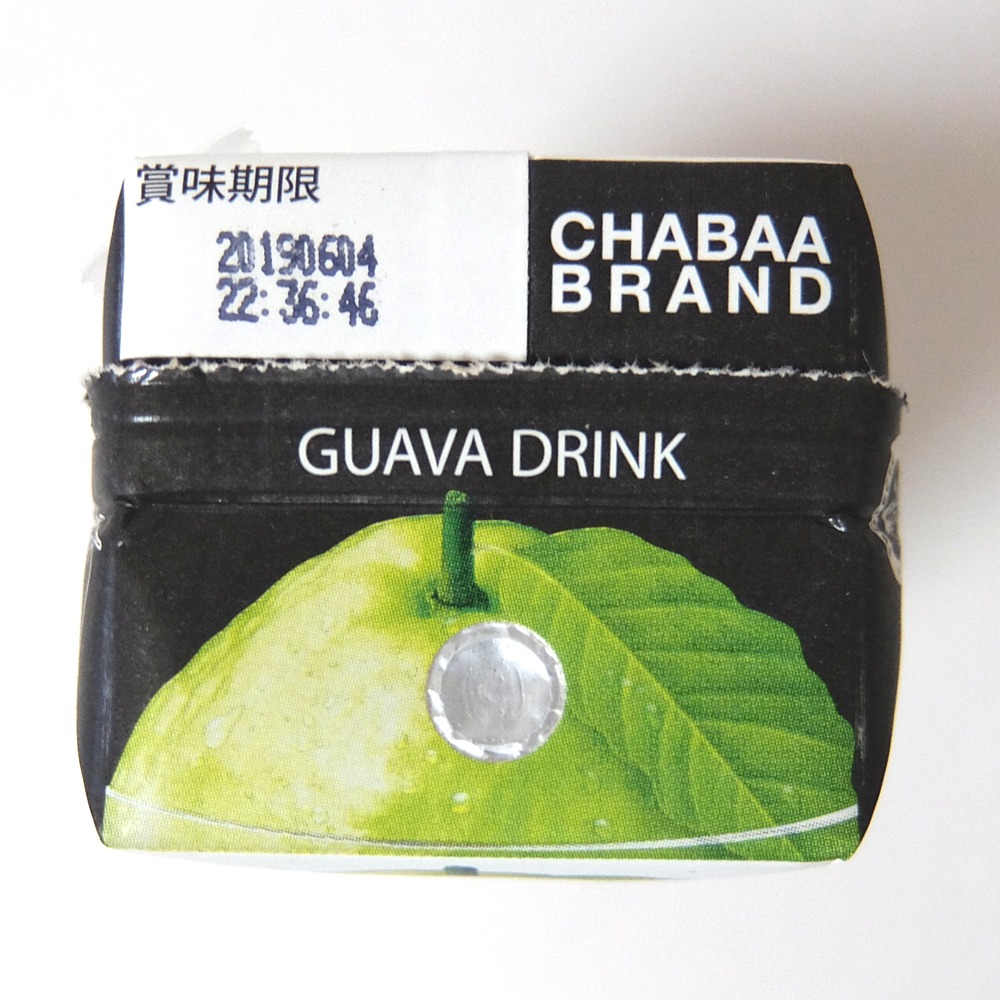 賞味期限
20190604
22:36:46
CHABAA
BRAND
GUAVA DRINK